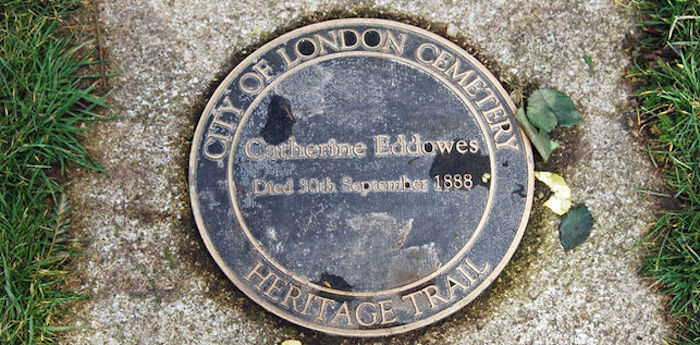 CITY OF LONDON CEMETERY
Catherine Eddowes
Died 30th September 1888
HERITAGE TRAIL